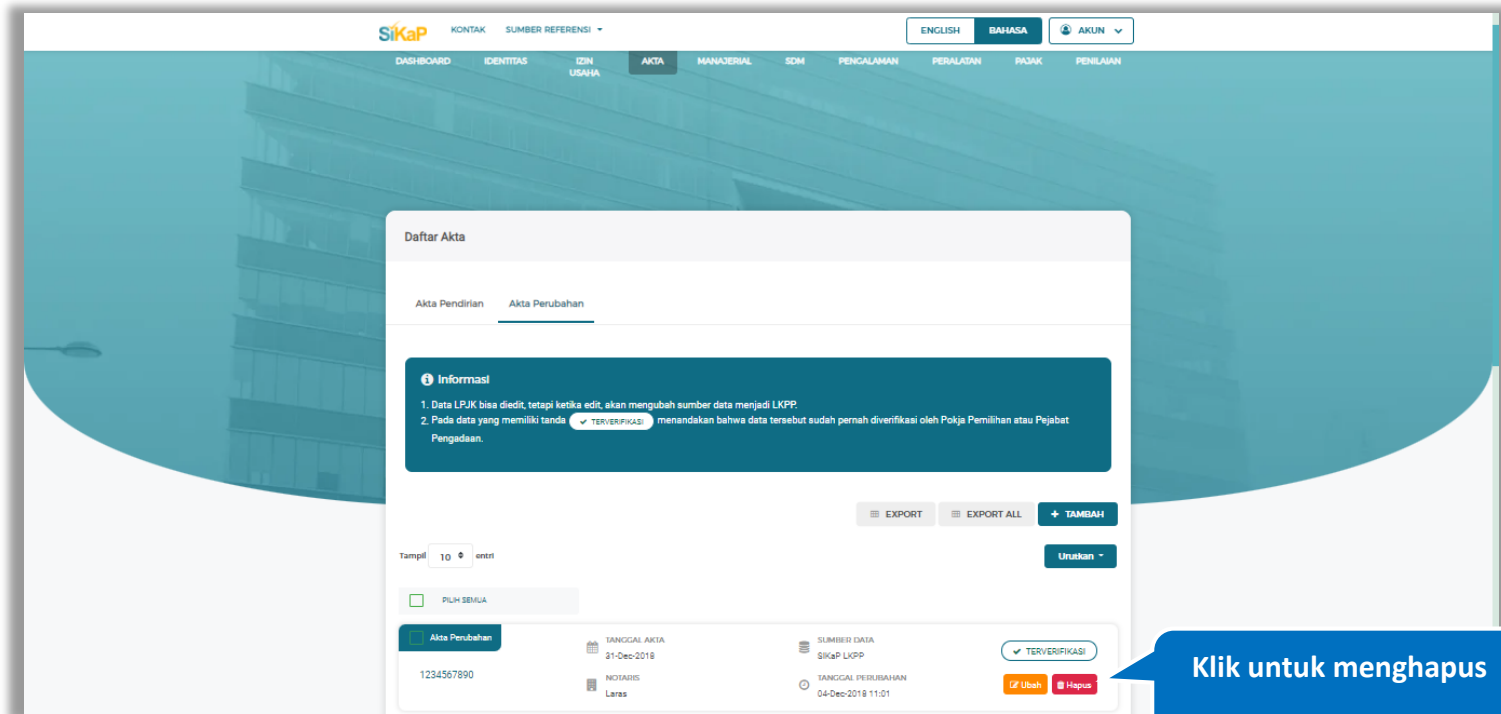 SIKaP KONTAK SUMBER REFERENSI ENGLISH BAHASA AKUN
DASHBOARD IDENTITAS IZIN USAHA AKTA MANAJERIAL SDM PENGALAMAN PERALATAN PAJAK PENILAIAN
Daftar Akta
Akta Pendirian Akta Perubahan
Informasi
1. Data LPJK bisa diedit, tetapi ketika edit, akan mengubah sumber data menjadi LKPP.
2. Pada data yang memiliki tanda TERVERIFIKASI menandakan bahwa data tersebut sudah pernah diverifikasi oleh Pokja Pemilihan atau Pejabat
Pengadaan.
EXPORT EXPORT ALL + TAMBAH
Tampil 10 entri Urutkan
PILIH SEMUA
Akta Perubahan
1234567890
TANGGAL AKTA
31-Dec-2018
NOTARIS
Laras
SUMBER DATA
SIKaP LKPP
TANGGAL PERUBAHAN
04-Dec-2018 11:01
TERVERIFIKASI
Ubah Hapus
Klik untuk menghapus